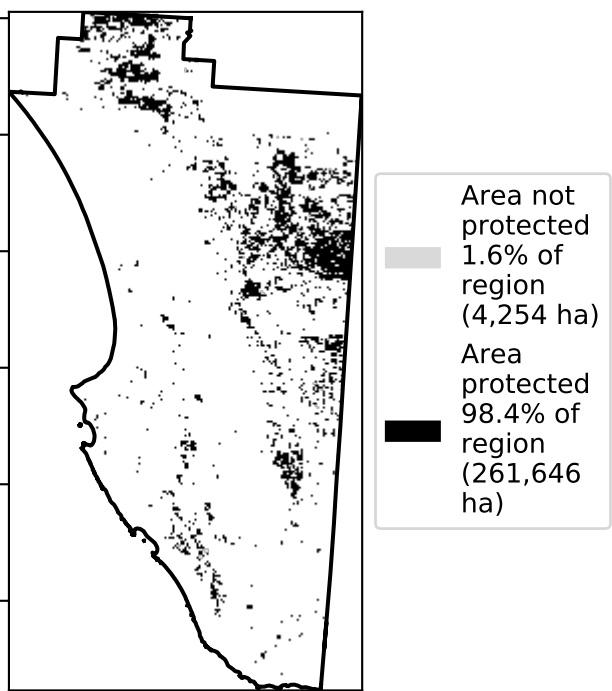 Area not
protected
1.6% of
region
(4,254 ha)
Area
protected
98.4% of
region
(261,646
ha)